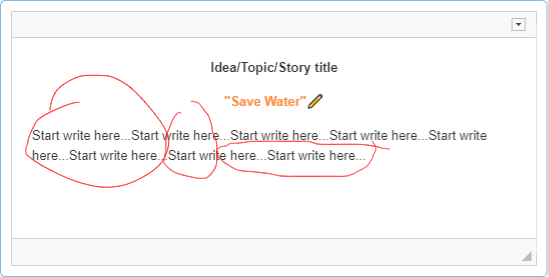 Idea/Topic/Story title
"Save Water"
Start write here...Start write here...Start write here...Start write here...Start write
here...Start write here...Start write here...Start write here...